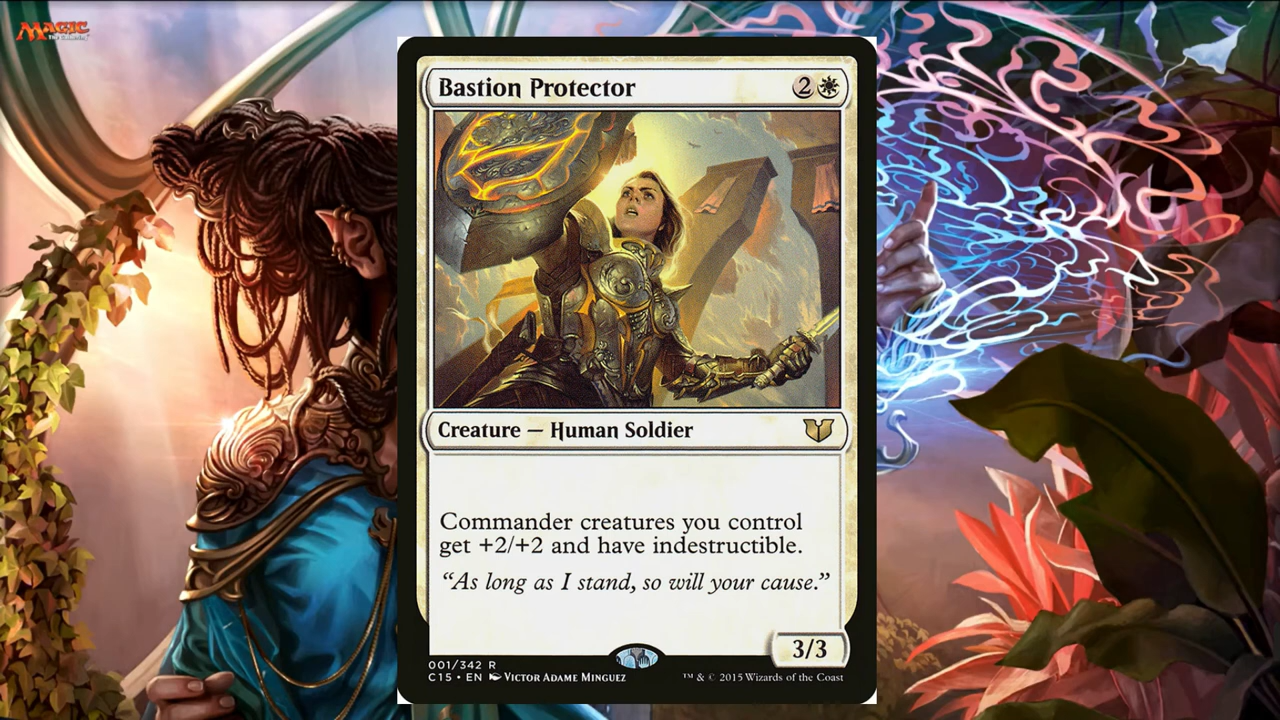 MAGIC
THE GATHERING
Bastion Protector 2
Creature — Human Soldier
Commander creatures you control
get +2/+2 and have indestructible.
“As long as I stand, so will your cause.”
3/3
001/342 R
C15 • EN VICTOR ADAME MINGUEZ ™ & © 2015 Wizards of the Coast